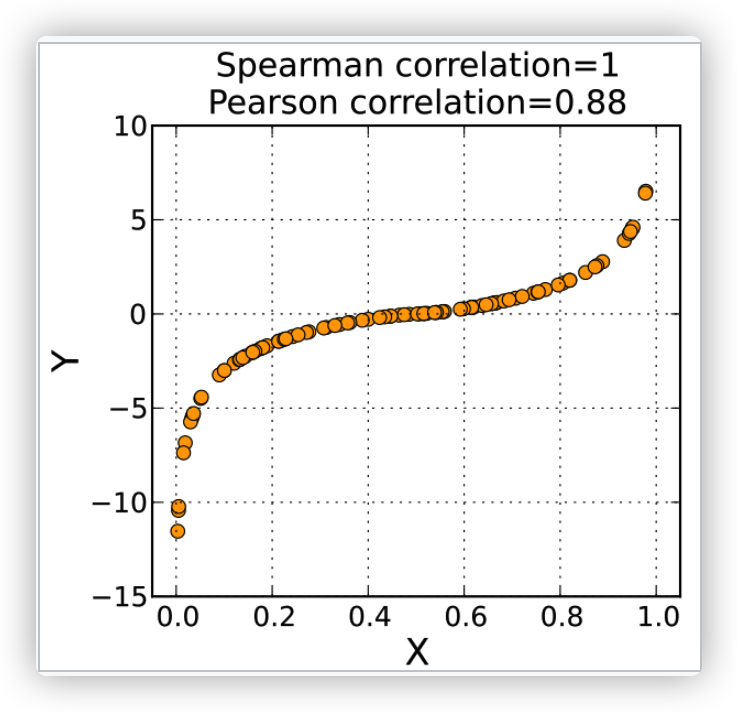 Spearman correlation=1
Pearson correlation=0.88
10
5
0
−5
−10
−15
0.0 0.2 0.4 0.6 0.8 1.0
X
Y